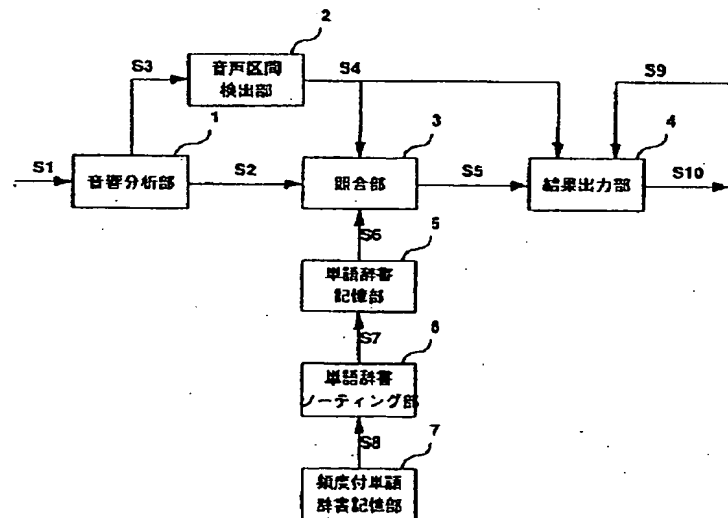 2
S3
音声区間
検出部
S4
S9
1
3
4
S1
音響分析部
S2
照合部
S5
結果出力部
S10
S6
5
単語辞書
記憶部
S7
6
単語辞書
ソーティング部
S8
7
頻度付単語
辞書記憶部